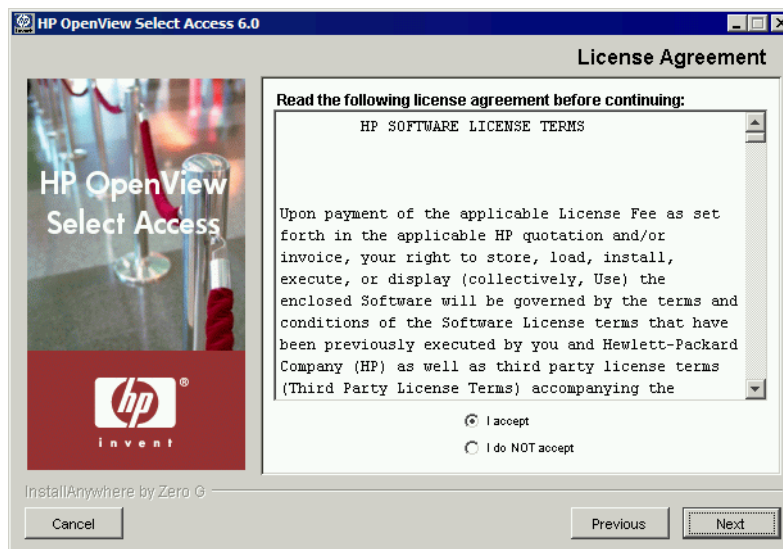 HP OpenView Select Access 6.0
License Agreement
Read the following license agreement before continuing:
HP SOFTWARE LICENSE TERMS
Upon payment of the applicable License Fee as set
forth in the applicable HP quotation and/or
invoice, your right to store, load, install,
execute, or display (collectively, Use) the
enclosed Software will be governed by the terms and
conditions of the Software License terms that have
been previously executed by you and Hewlett-Packard
Company (HP) as well as third party license terms
(Third Party License Terms) accompanying the
I accept
I do NOT accept
HP OpenView
Select Access
hp®
invent
InstallAnywhere by Zero G
Cancel
Previous
Next